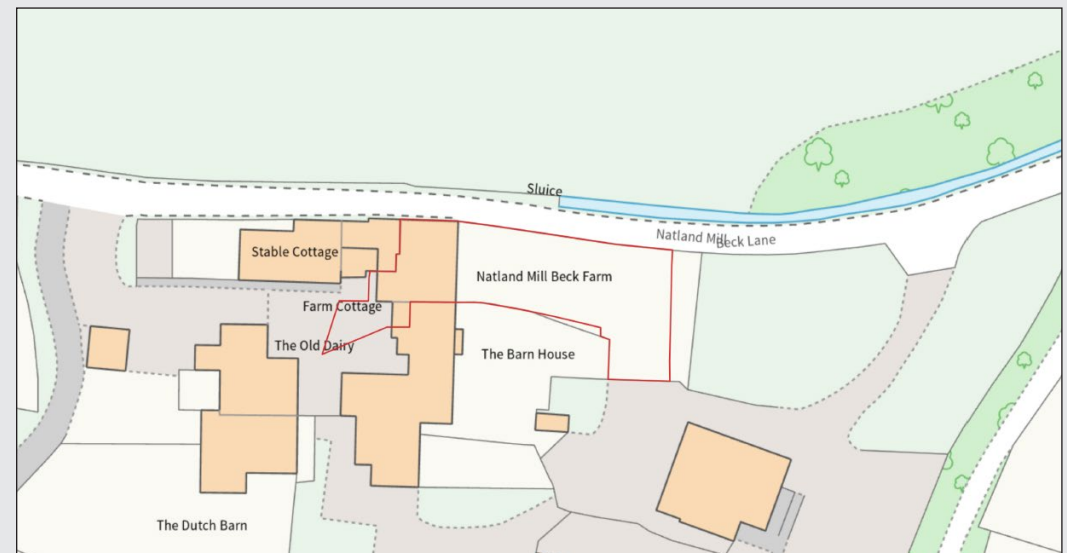 Sluice
Natland Mill Beck Lane
Stable Cottage
Natland Mill Beck Farm
Farm Cottage
The Old Dairy
The Barn House
The Dutch Barn